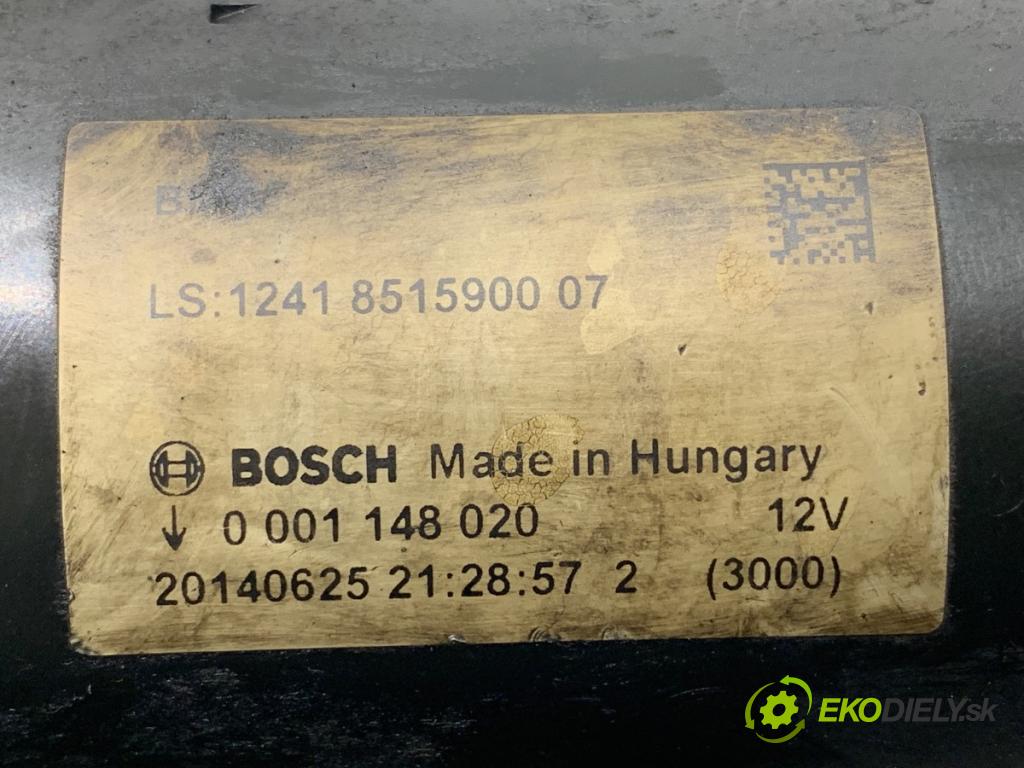 LS:1241 8515900 07
BOSCH Made in Hungary
↓ 0 001 148 020 12V
20140625 21:28:57 2 (3000)
EKODIELY.sk